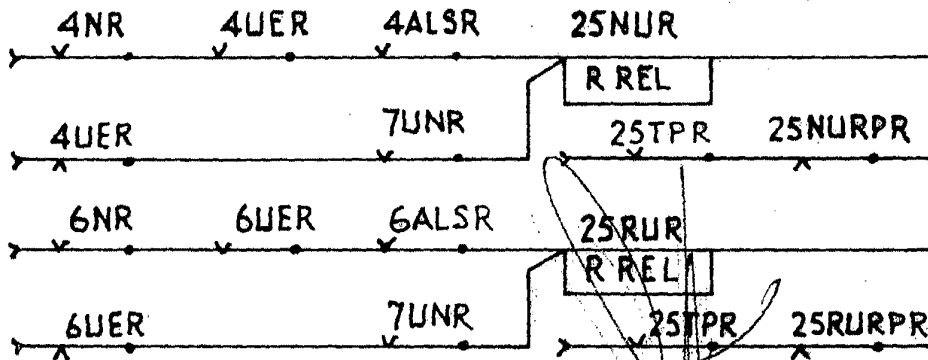 4NR 4UER 4ALSR 25NUR
R REL
4UER 7UNR 25TPR 25NURPR
6NR 6UER 6ALSR 25RUR
R REL
6UER 7UNR 25TPR 25RURPR